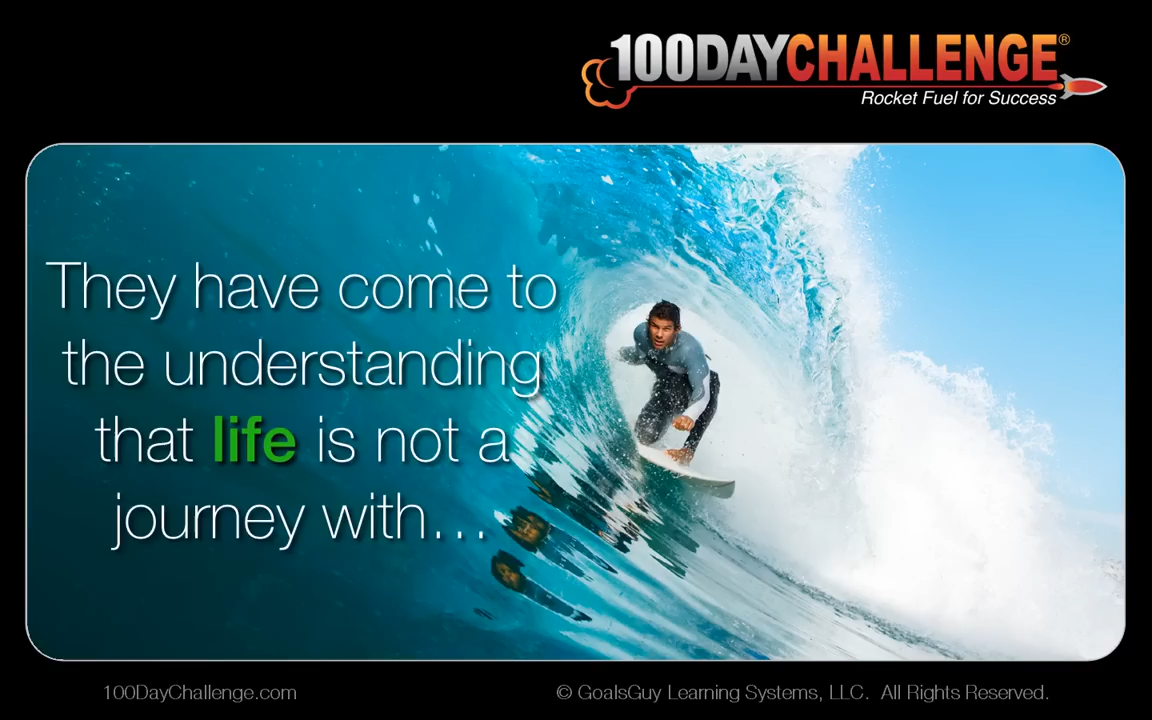 100DAYCHALLENGE®
Rocket Fuel for Success
They have come to
the understanding
that life is not a
journey with…
100DayChallenge.com
© GoalsGuy Learning Systems, LLC. All Rights Reserved.